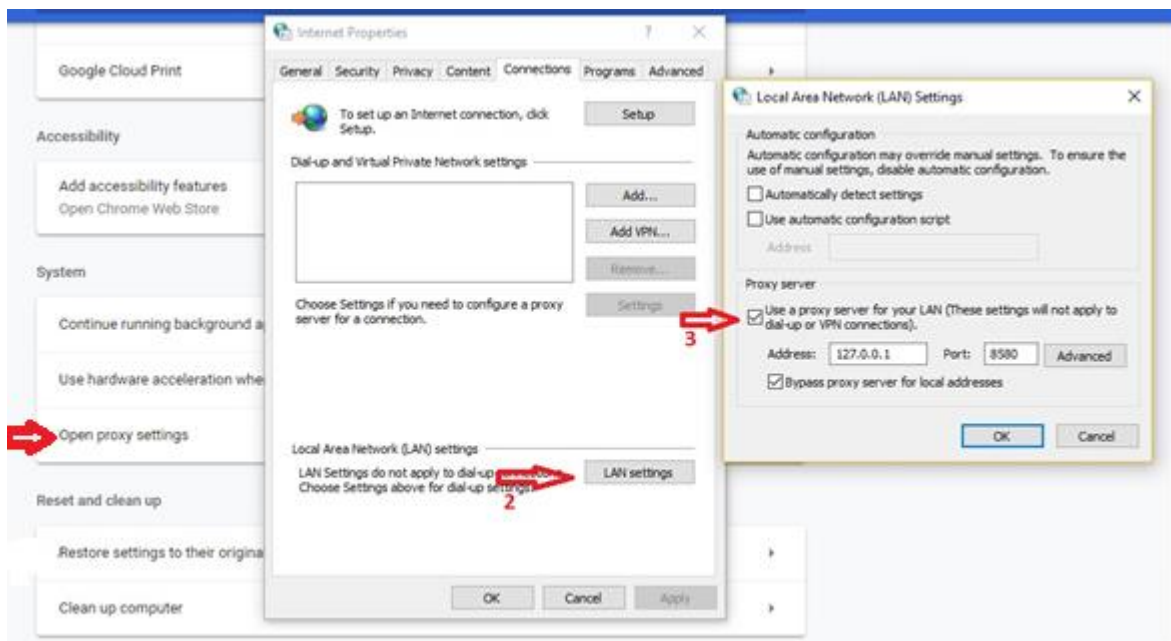 Google Cloud Print
Accessibility
Add accessibility features
Open Chrome Web Store
System
Continue running background a
Use hardware acceleration whe
Open proxy settings
Reset and clean up
Restore settings to their origina
Clean up computer
Internet Properties
?
General Security Privacy Content Connections Programs Advanced
To set up an Internet connection, click
Setup.
Setup
Dial-up and Virtual Private Network settings
Add...
Add VPN...
Remove...
Choose Settings if you need to configure a proxy
server for a connection.
Settings
Local Area Network (LAN) settings
LAN Settings do not apply to dial-up
Choose Settings above for dial-up settings.
LAN settings
2
OK Cancel Apply
3
Local Area Network (LAN) Settings
Automatic configuration
Automatic configuration may override manual settings. To ensure the
use of manual settings, disable automatic configuration.
Automatically detect settings
Use automatic configuration script
Address
Proxy server
Use a proxy server for your LAN (These settings will not apply to
dial-up or VPN connections).
Address: 127.0.0.1 Port: 8580 Advanced
Bypass proxy server for local addresses
OK Cancel